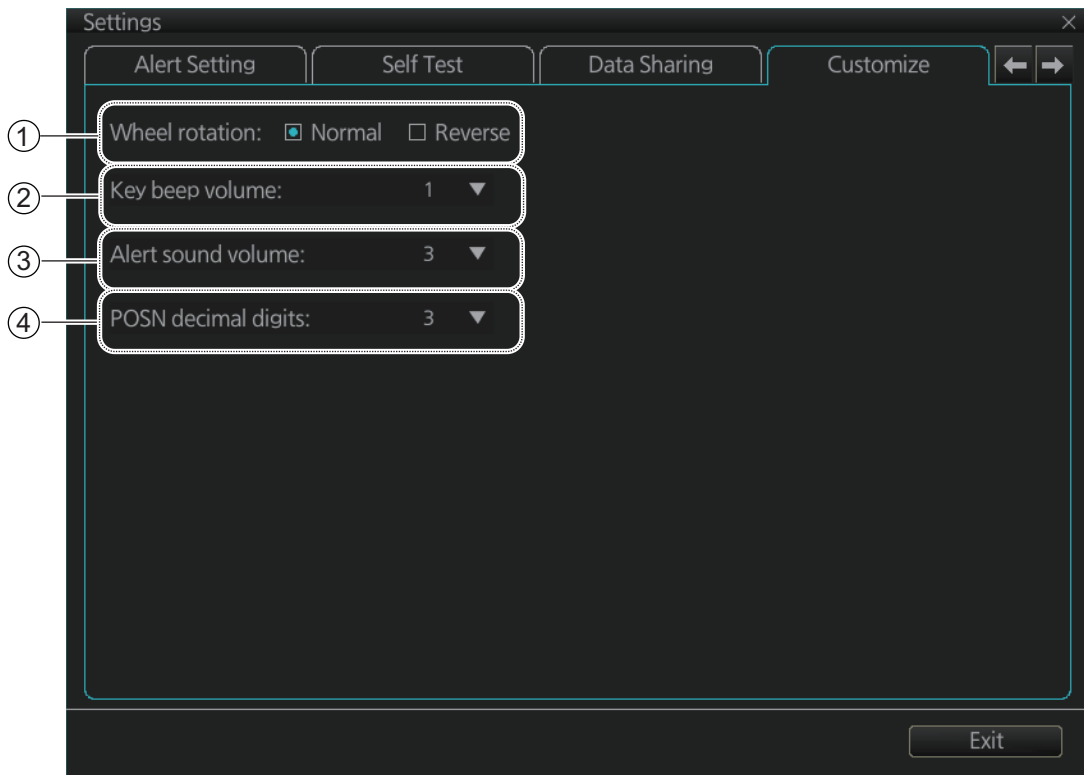 Settings
Alert Setting Self Test Data Sharing Customize
1 Wheel rotation: Normal Reverse
2 Key beep volume: 1
3 Alert sound volume: 3
4 POSN decimal digits: 3
Exit